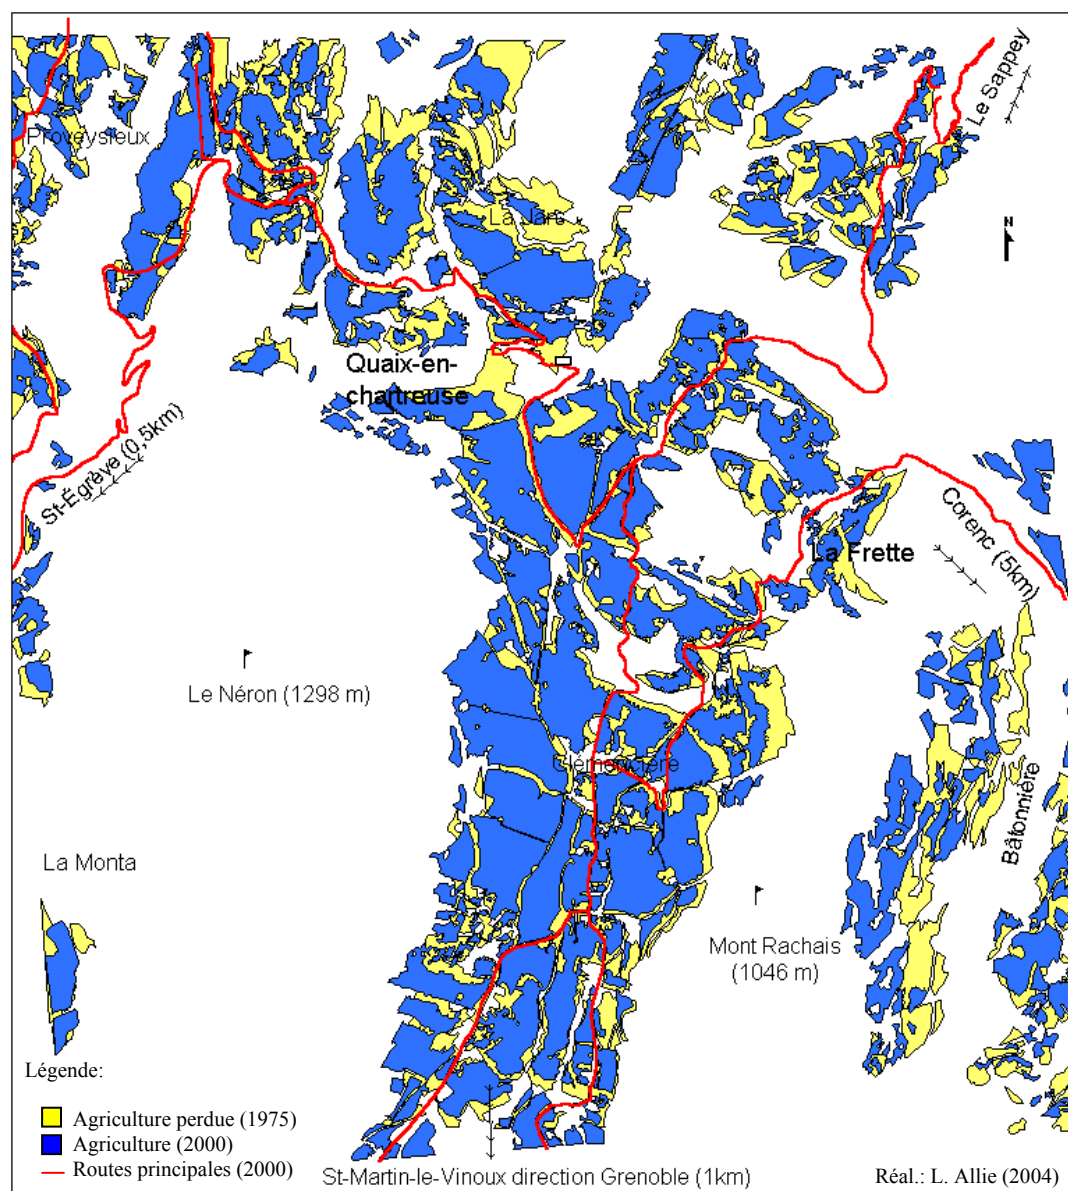 Le Sappey
Proveysieux
La Jars
N
Quaix-en-
chartreuse
St-Égrève (0,5km)
Corenc (5km)
La Frette
Le Néron (1298 m)
Clémencière
Bâtonnière
La Monta
Mont Rachais
(1046 m)
Légende:
Agriculture perdue (1975)
Agriculture (2000)
Routes principales (2000)
St-Martin-le-Vinoux direction Grenoble (1km)
Réal.: L. Allie (2004)